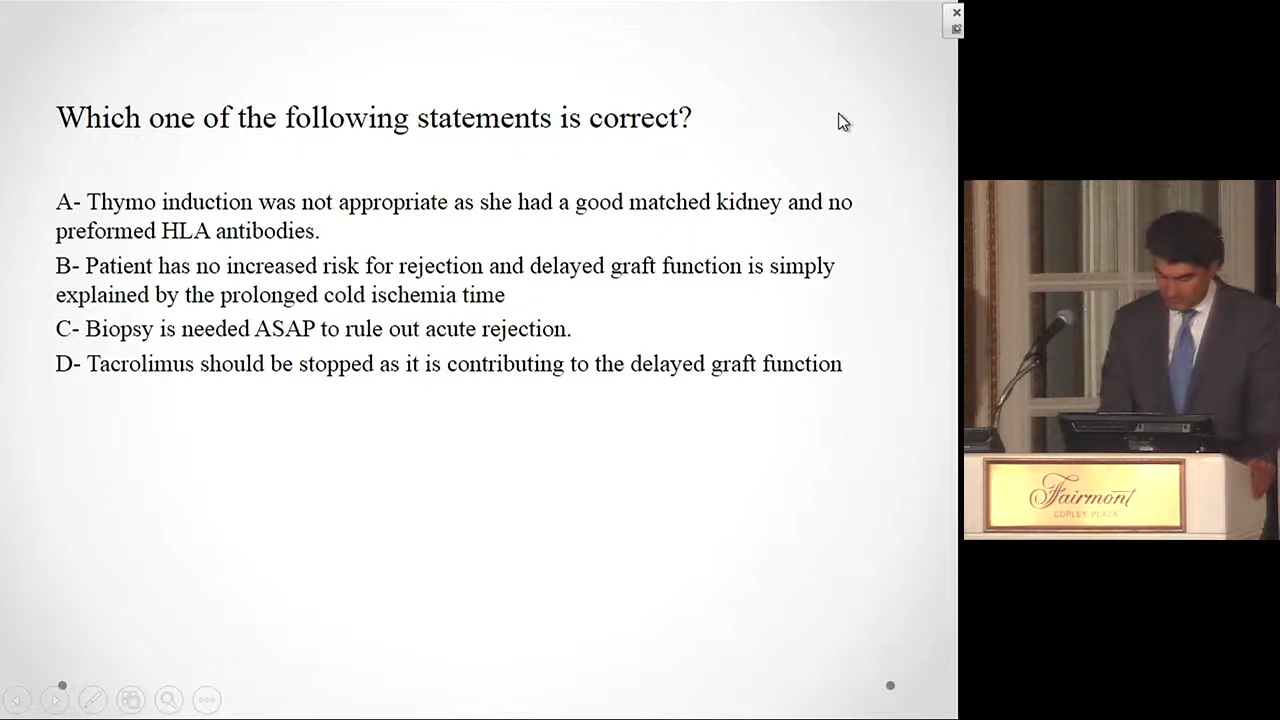 Which one of the following statements is correct?
A- Thymo induction was not appropriate as she had a good matched kidney and no
preformed HLA antibodies.
B- Patient has no increased risk for rejection and delayed graft function is simply
explained by the prolonged cold ischemia time
C- Biopsy is needed ASAP to rule out acute rejection.
D- Tacrolimus should be stopped as it is contributing to the delayed graft function
Fairmont
COPLEY PLAZA